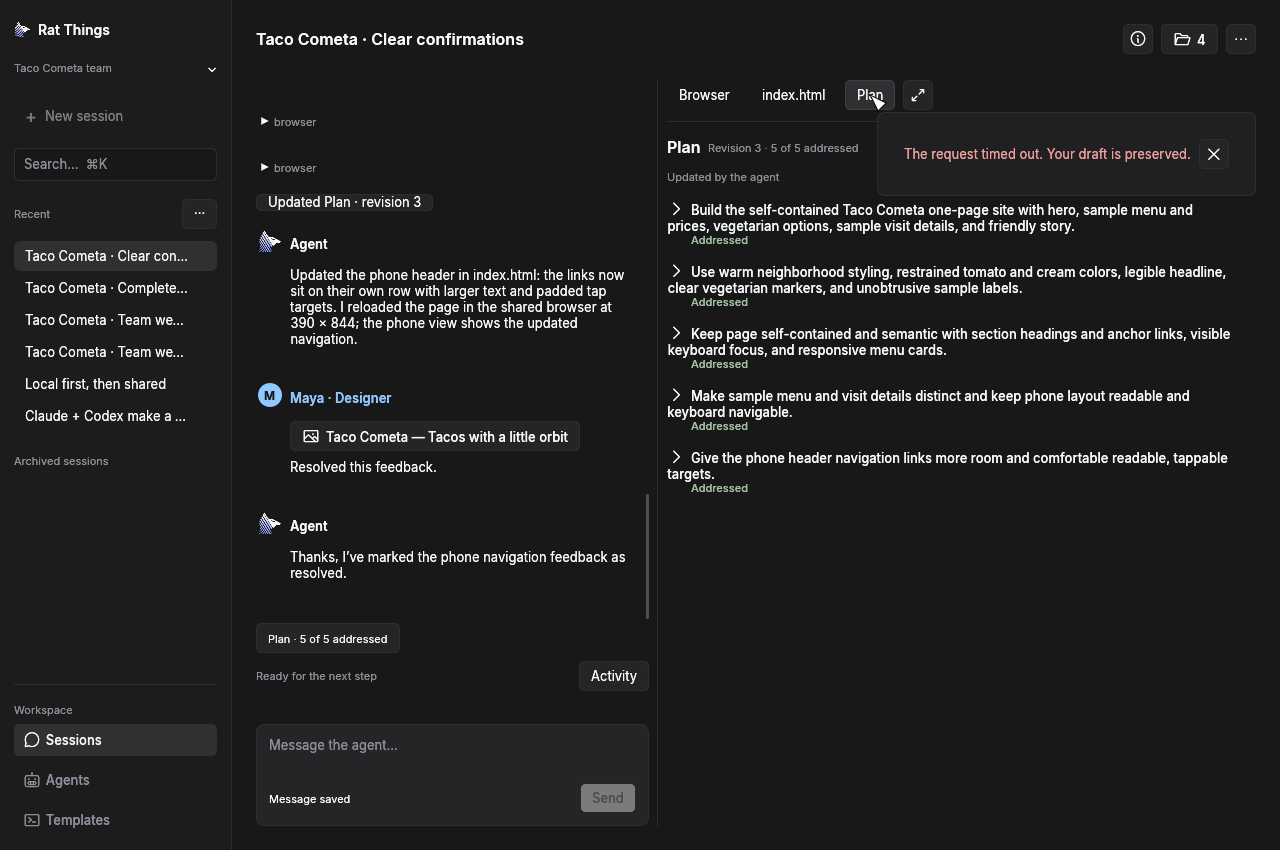 Rat Things
Taco Cometa team
+ New session
Search... ⌘K
Recent
...
Taco Cometa · Clear con...
Taco Cometa · Complete...
Taco Cometa · Team we...
Taco Cometa · Team we...
Local first, then shared
Claude + Codex make a ...
Archived sessions
Workspace
Sessions
Agents
Templates
Taco Cometa · Clear confirmations
4
...
browser
browser
Updated Plan · revision 3
Agent
Updated the phone header in index.html: the links now
sit on their own row with larger text and padded tap
targets. I reloaded the page in the shared browser at
390 × 844; the phone view shows the updated
navigation.
M
Maya · Designer
Taco Cometa — Tacos with a little orbit
Resolved this feedback.
Agent
Thanks, I’ve marked the phone navigation feedback as
resolved.
Plan · 5 of 5 addressed
Ready for the next step
Activity
Message the agent...
Message saved
Send
Browser
index.html
Plan
The request timed out. Your draft is preserved.
Plan
Revision 3 · 5 of 5 addressed
Updated by the agent
Build the self-contained Taco Cometa one-page site with hero, sample menu and
prices, vegetarian options, sample visit details, and friendly story.
Addressed
Use warm neighborhood styling, restrained tomato and cream colors, legible headline,
clear vegetarian markers, and unobtrusive sample labels.
Addressed
Keep page self-contained and semantic with section headings and anchor links, visible
keyboard focus, and responsive menu cards.
Addressed
Make sample menu and visit details distinct and keep phone layout readable and
keyboard navigable.
Addressed
Give the phone header navigation links more room and comfortable readable, tappable
targets.
Addressed